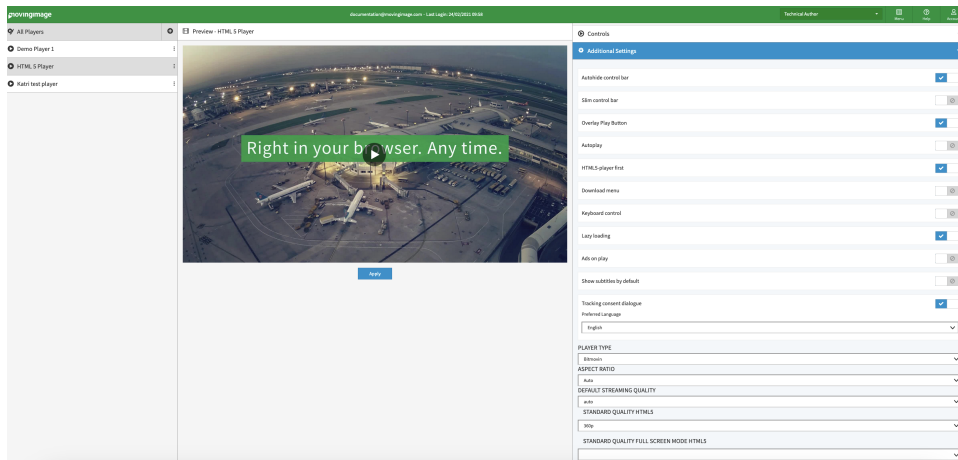 movingimage
documentation@movingimage.com - Last Login: 24/02/2021 09:58
Technical Author
Menu
Help
Account
All Players
Demo Player 1
HTML 5 Player
Katri test player
Preview - HTML 5 Player
Right in your browser. Any time.
Apply
Controls
Additional Settings
Autohide control bar
Slim control bar
Overlay Play Button
Autoplay
HTML5-player first
Download menu
Keyboard control
Lazy loading
Ads on play
Show subtitles by default
Tracking consent dialogue
Preferred Language
English
PLAYER TYPE
Bitmovin
ASPECT RATIO
Auto
DEFAULT STREAMING QUALITY
auto
STANDARD QUALITY HTML5
360p
STANDARD QUALITY FULL SCREEN MODE HTML5